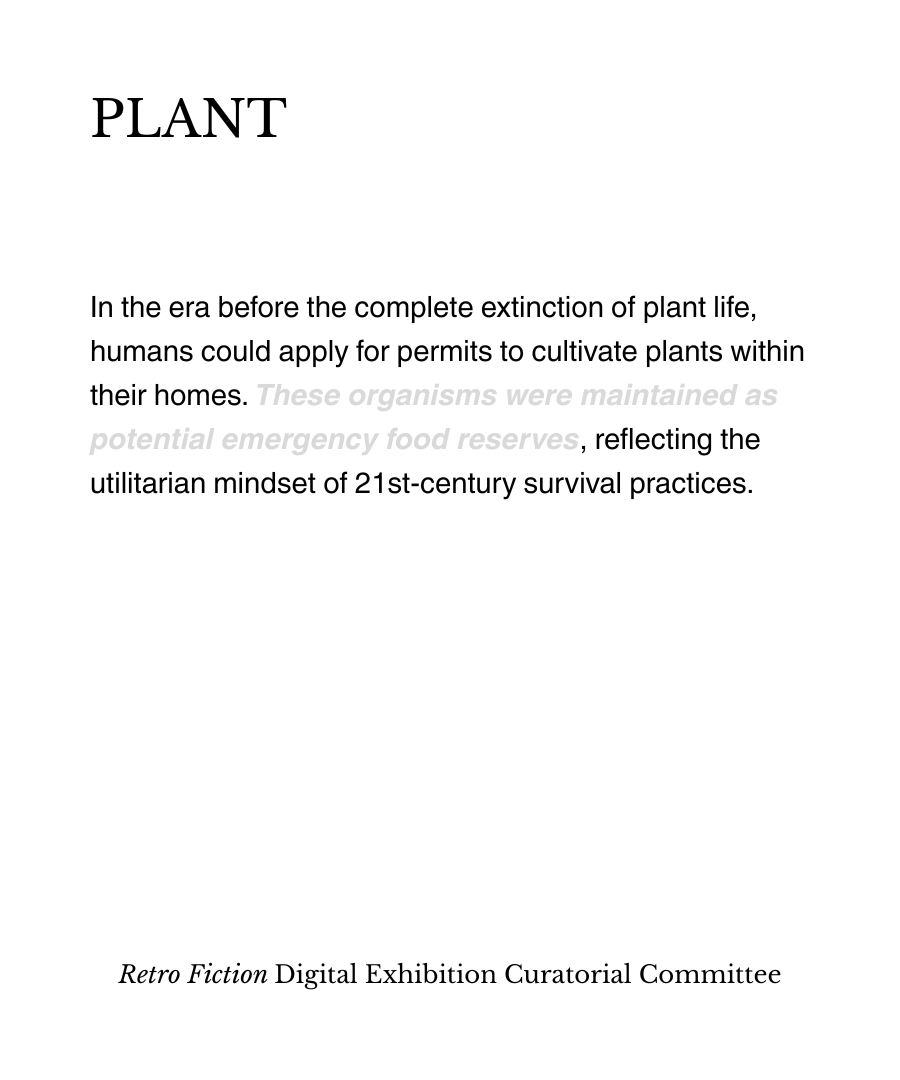 PLANT
In the era before the complete extinction of plant life,
humans could apply for permits to cultivate plants within
their homes. These organisms were maintained as
potential emergency food reserves, reflecting the
utilitarian mindset of 21st-century survival practices.
Retro Fiction Digital Exhibition Curatorial Committee